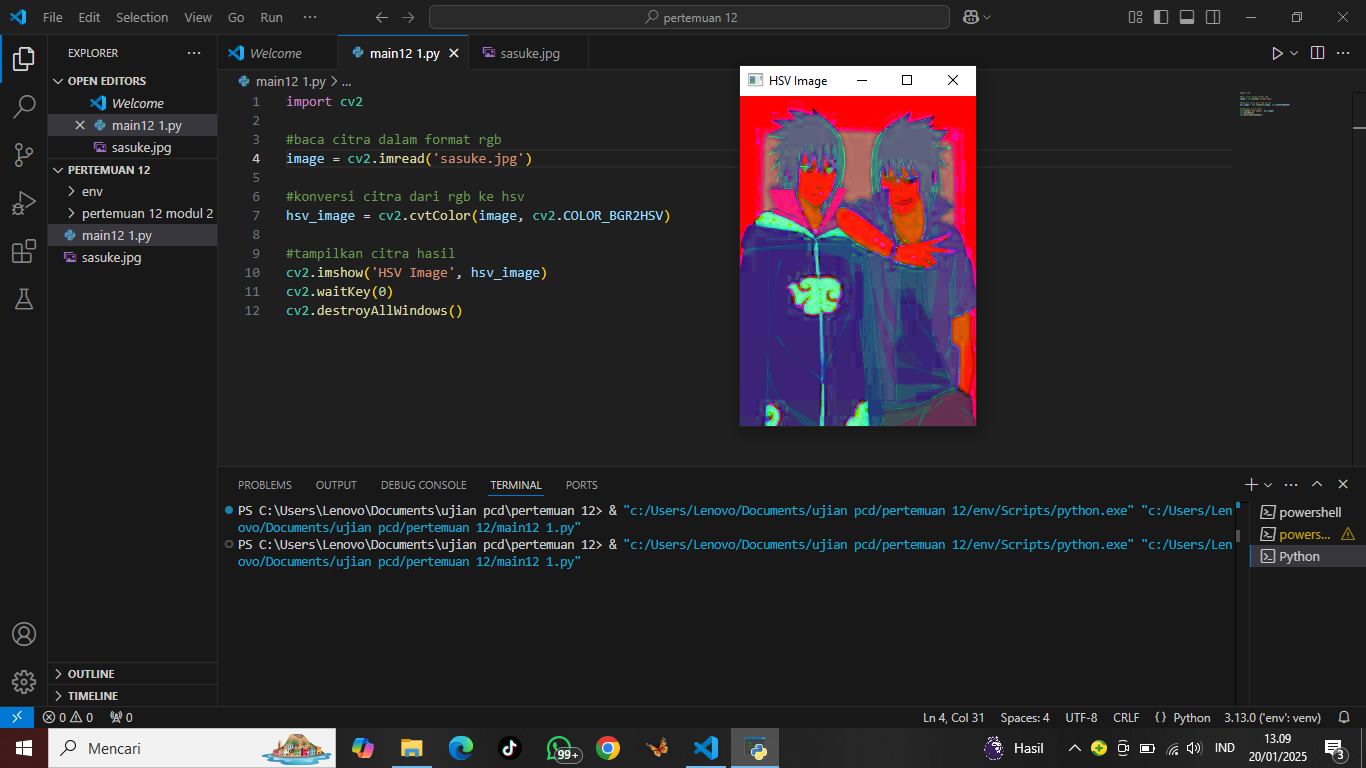 File Edit Selection View Go Run ··· pertemuan 12
EXPLORER ···
OPEN EDITORS
Welcome
main12 1.py
sasuke.jpg
PERTEMUAN 12
env
pertemuan 12 modul 2
main12 1.py
sasuke.jpg
OUTLINE
TIMELINE
Welcome main12 1.py sasuke.jpg
main12 1.py > ...
1 import cv2
2
3 #baca citra dalam format rgb
4 image = cv2.imread('sasuke.jpg')
5
6 #konversi citra dari rgb ke hsv
7 hsv_image = cv2.cvtColor(image, cv2.COLOR_BGR2HSV)
8
9 #tampilkan citra hasil
10 cv2.imshow('HSV Image', hsv_image)
11 cv2.waitKey(0)
12 cv2.destroyAllWindows()
HSV Image
PROBLEMS OUTPUT DEBUG CONSOLE TERMINAL PORTS
PS C:\Users\Lenovo\Documents\ujian pcd\pertemuan 12> & "c:/Users/Lenovo/Documents/ujian pcd/pertemuan 12/env/Scripts/python.exe" "c:/Users/Len
ovo/Documents/ujian pcd/pertemuan 12/main12 1.py"
PS C:\Users\Lenovo\Documents\ujian pcd\pertemuan 12> & "c:/Users/Lenovo/Documents/ujian pcd/pertemuan 12/env/Scripts/python.exe" "c:/Users/Len
ovo/Documents/ujian pcd/pertemuan 12/main12 1.py"
powershell
powers...
Python
0 0 0 Ln 4, Col 31 Spaces: 4 UTF-8 CRLF {} Python 3.13.0 ('env': venv)
Mencari 99+ Hasil IND 13.09
20/01/2025 3